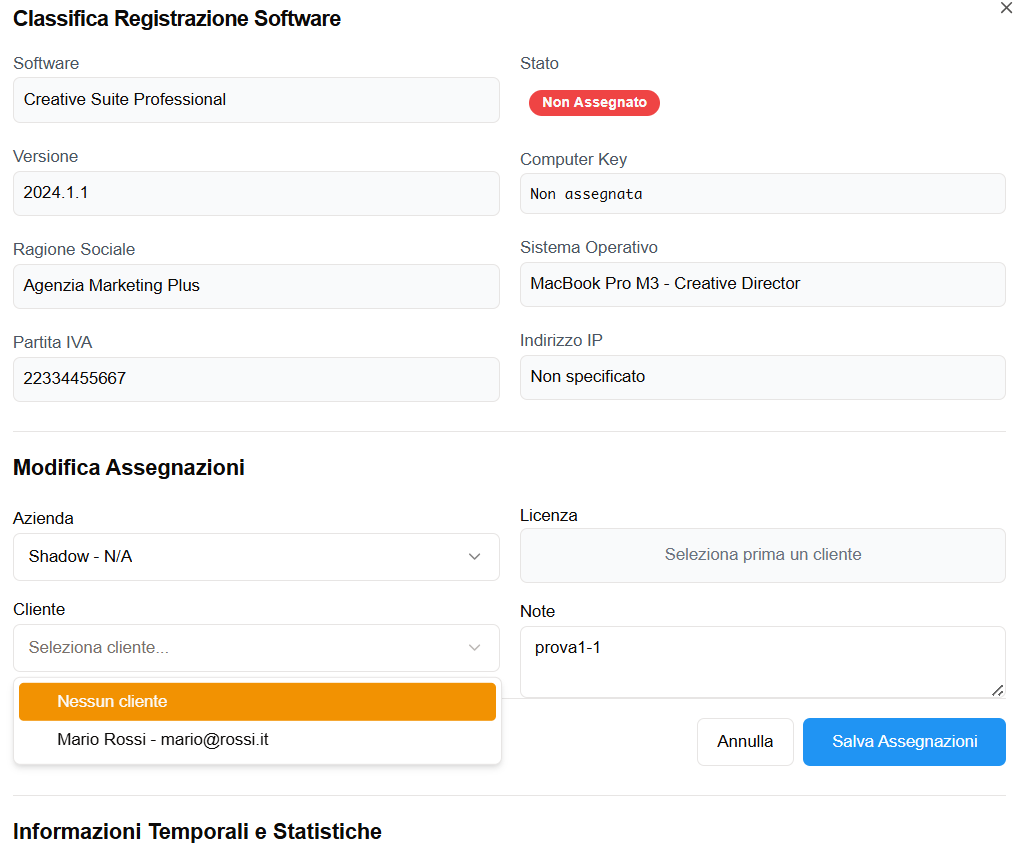 Classifica Registrazione Software
Software
Creative Suite Professional
Stato
Non Assegnato
Versione
2024.1.1
Computer Key
Non assegnata
Ragione Sociale
Agenzia Marketing Plus
Sistema Operativo
MacBook Pro M3 - Creative Director
Partita IVA
22334455667
Indirizzo IP
Non specificato
Modifica Assegnazioni
Azienda
Shadow - N/A
Licenza
Seleziona prima un cliente
Cliente
Seleziona cliente...
Nessun cliente
Mario Rossi - mario@rossi.it
Note
prova1-1
Annulla
Salva Assegnazioni
Informazioni Temporali e Statistiche